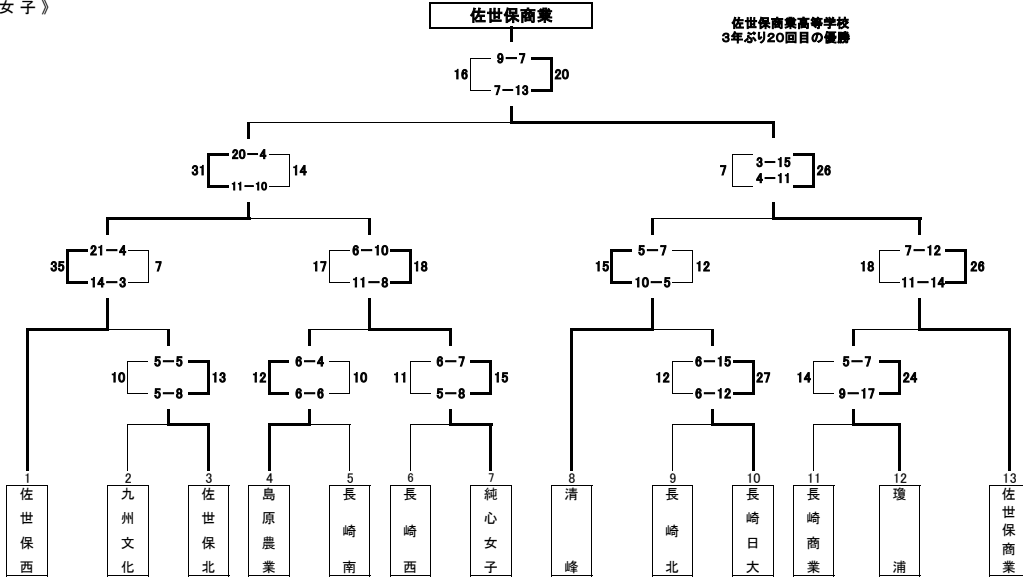 女 子 》
佐世保商業
佐世保商業高等学校
3年ぶり20回目の優勝
9－7
16 20
7－13
20－4
31 14
11－10
3－15
7 26
4－11
21－4
35 7
14－3
6－10
17 18
11－8
5－7
15 12
10－5
7－12
18 26
11－14
5－5
10 13
5－8
6－4
12 10
6－6
6－7
11 15
5－8
6－15
12 27
6－12
5－7
14 24
9－17
1 2 3 4 5 6 7 8 9 10 11 12 13
佐世保西
九州文化
佐世保北
島原農業
長崎南
長崎西
純心女子
清峰
長崎北
長崎日大
長崎商業
瓊浦
佐世保商業